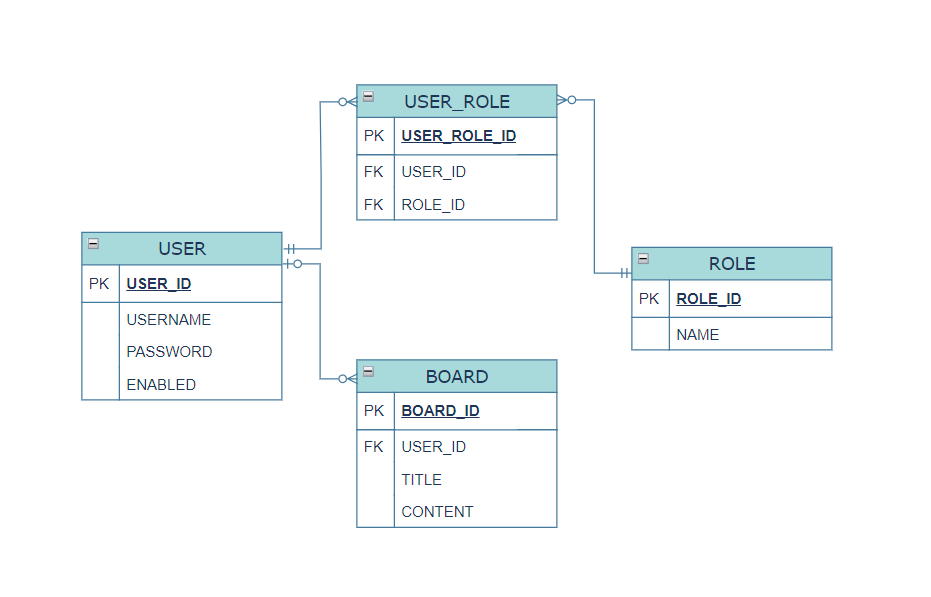 USER_ROLE
PK USER_ROLE_ID
FK USER_ID
FK ROLE_ID
USER
PK USER_ID
USERNAME
PASSWORD
ENABLED
ROLE
PK ROLE_ID
NAME
BOARD
PK BOARD_ID
FK USER_ID
TITLE
CONTENT